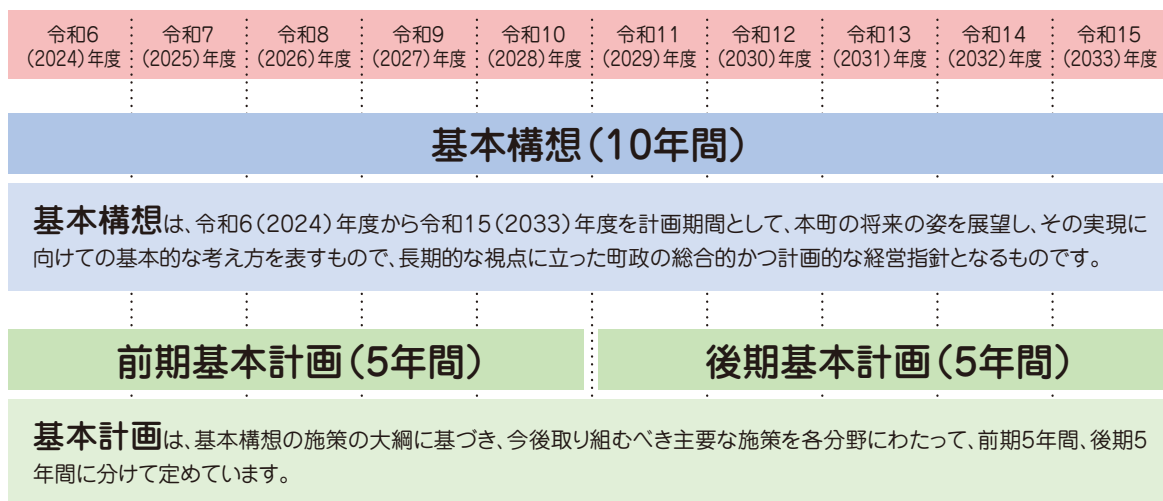 令和6 令和7 令和8 令和9 令和10 令和11 令和12 令和13 令和14 令和15
(2024)年度 (2025)年度 (2026)年度 (2027)年度 (2028)年度 (2029)年度 (2030)年度 (2031)年度 (2032)年度 (2033)年度
基本構想(10年間)
基本構想は、令和6(2024)年度から令和15(2033)年度を計画期間として、本町の将来の姿を展望し、その実現に
向けての基本的な考え方を表すもので、長期的な視点に立った町政の総合的かつ計画的な経営指針となるものです。
前期基本計画(5年間) 後期基本計画(5年間)
基本計画は、基本構想の施策の大綱に基づき、今後取り組むべき主要な施策を各分野にわたって、前期5年間、後期5
年間に分けて定めています。